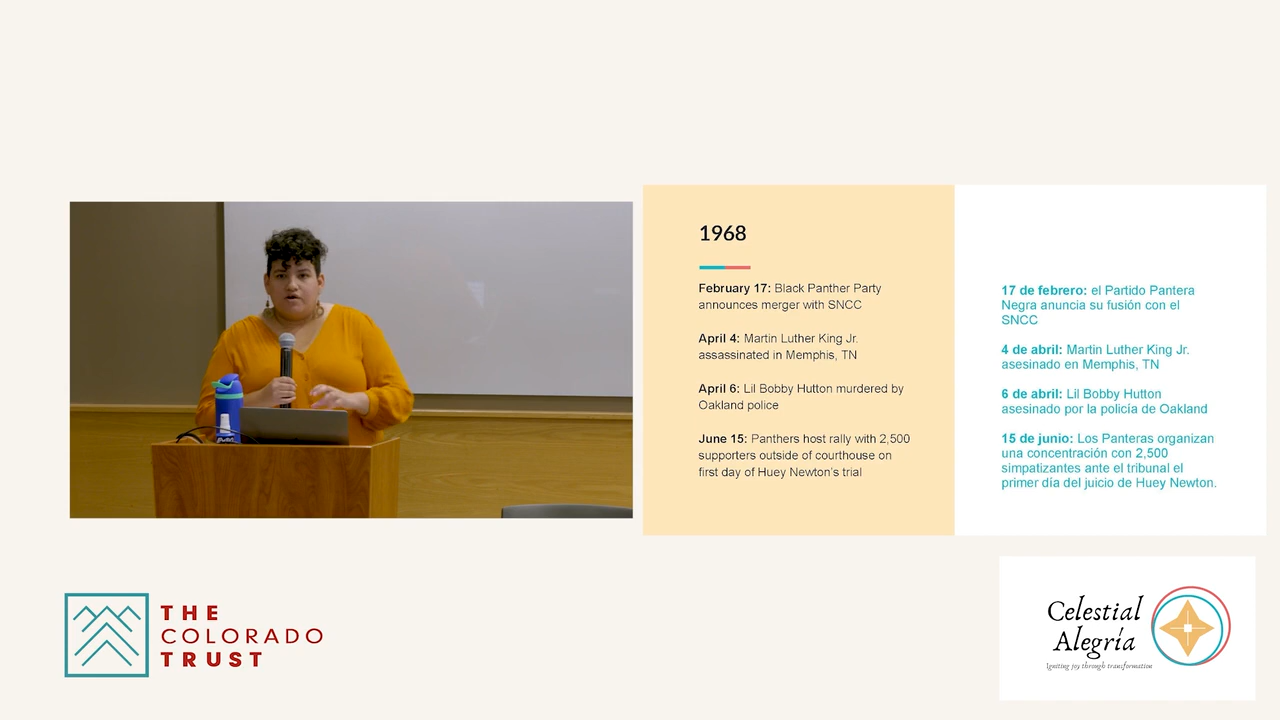 1968
February 17: Black Panther Party
announces merger with SNCC
April 4: Martin Luther King Jr.
assassinated in Memphis, TN
April 6: Lil Bobby Hutton murdered by
Oakland police
June 15: Panthers host rally with 2,500
supporters outside of courthouse on
first day of Huey Newton's trial
17 de febrero: el Partido Pantera
Negra anuncia su fusión con el
SNCC
4 de abril: Martin Luther King Jr.
asesinado en Memphis, TN
6 de abril: Lil Bobby Hutton
asesinado por la policía de Oakland
15 de junio: Los Panteras organizan
una concentración con 2,500
simpatizantes ante el tribunal el
primer día del juicio de Huey Newton.
THE
COLORADO
TRUST
Celestial
Alegría
Igniting joy through transformation